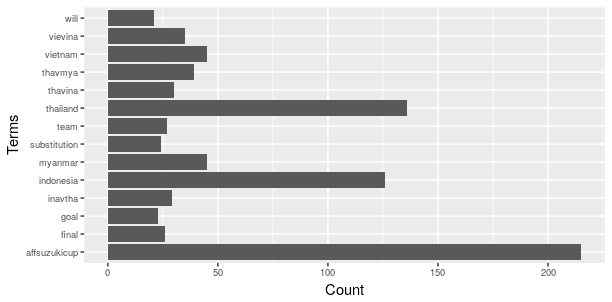 will
vievina
vietnam
thavmya
thavina
thailand
team
substitution
myanmar
indonesia
inavtha
goal
final
affsuzukicup
Terms
0 50 100 150 200
Count